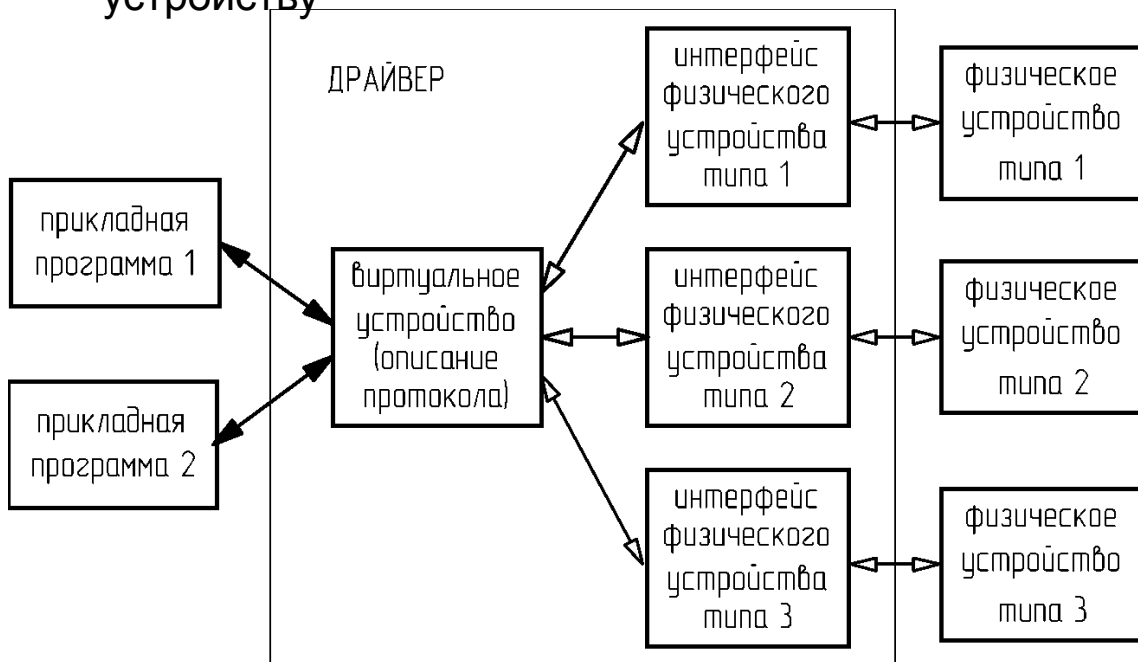 устройству
ДРАЙВЕР
прикладная
программа 1
прикладная
программа 2
виртуальное
устройство
(описание
протокола)
интерфейс
физического
устройства
типа 1
интерфейс
физического
устройства
типа 2
интерфейс
физического
устройства
типа 3
физическое
устройство
типа 1
физическое
устройство
типа 2
физическое
устройство
типа 3